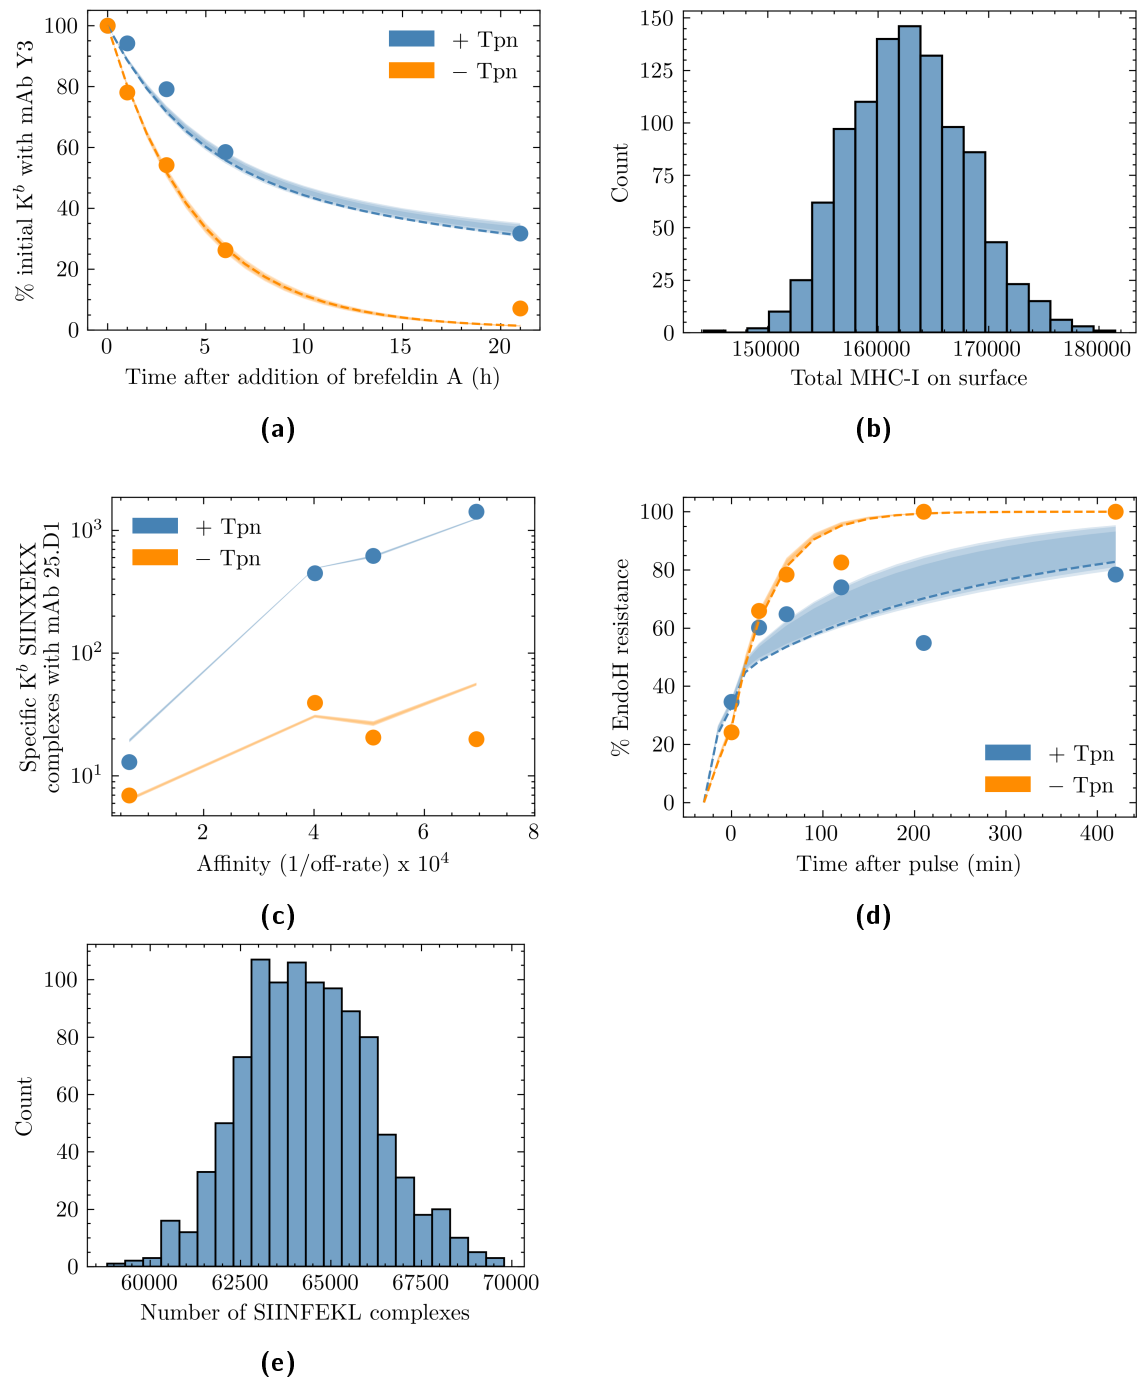 100
80
60
40
20
0
% initial K^b with mAb Y3
+ Tpn
− Tpn
0 5 10 15 20
Time after addition of brefeldin A (h)
(a)
150
125
100
75
50
25
0
Count
150000 160000 170000 180000
Total MHC-I on surface
(b)
10^3
10^2
10^1
Specific K^b SIINXEKX
complexes with mAb 25.D1
+ Tpn
− Tpn
2 4 6 8
Affinity (1/off-rate) x 10^4
(c)
100
80
60
40
20
0
% EndoH resistance
+ Tpn
− Tpn
0 100 200 300 400
Time after pulse (min)
(d)
100
80
60
40
20
0
Count
60000 62500 65000 67500 70000
Number of SIINFEKL complexes
(e)